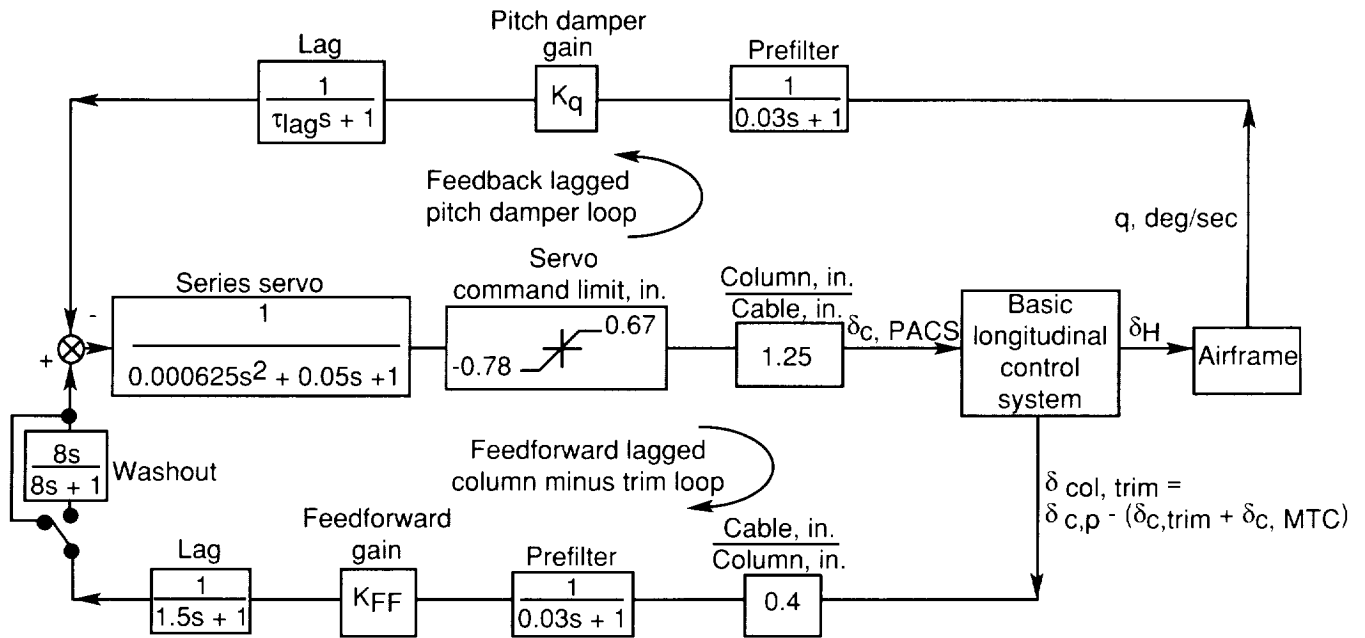 Pitch damper
gain
Lag
Prefilter
1
τlags + 1
Kq
1
0.03s + 1
Feedback lagged
pitch damper loop
q, deg/sec
Series servo
1
0.000625s² + 0.05s +1
Servo
command limit, in.
0.67
-0.78
Column, in.
Cable, in.
1.25
δc, PACS
Basic
longitudinal
control
system
δH
Airframe
-
+
8s
8s + 1
Washout
Feedforward lagged
column minus trim loop
δ col, trim =
δ c,p - (δc,trim + δc, MTC)
Lag
1
1.5s + 1
Feedforward
gain
KFF
Prefilter
1
0.03s + 1
Cable, in.
Column, in.
0.4